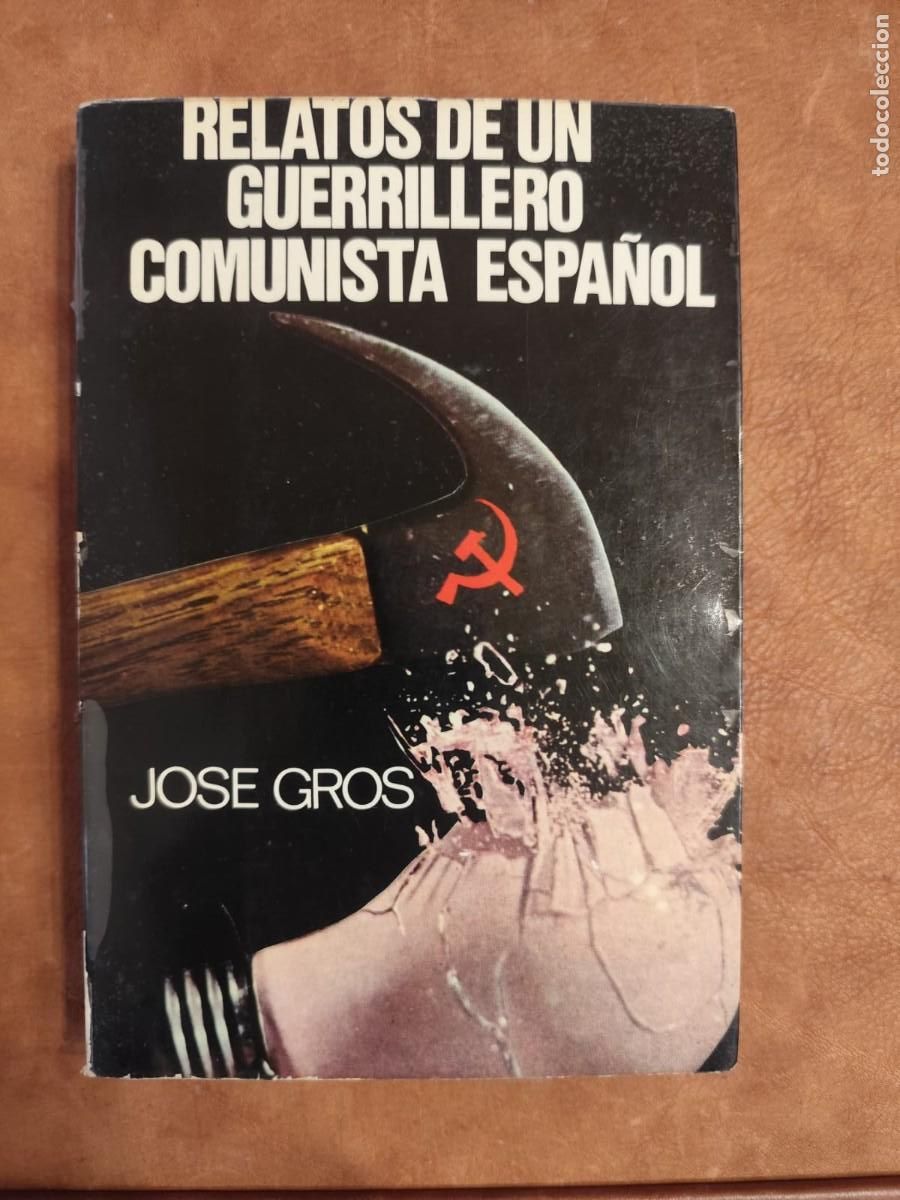 RELATOS DE UN
GUERRILLERO
COMUNISTA ESPAÑOL
JOSE GROS
todocoleccion